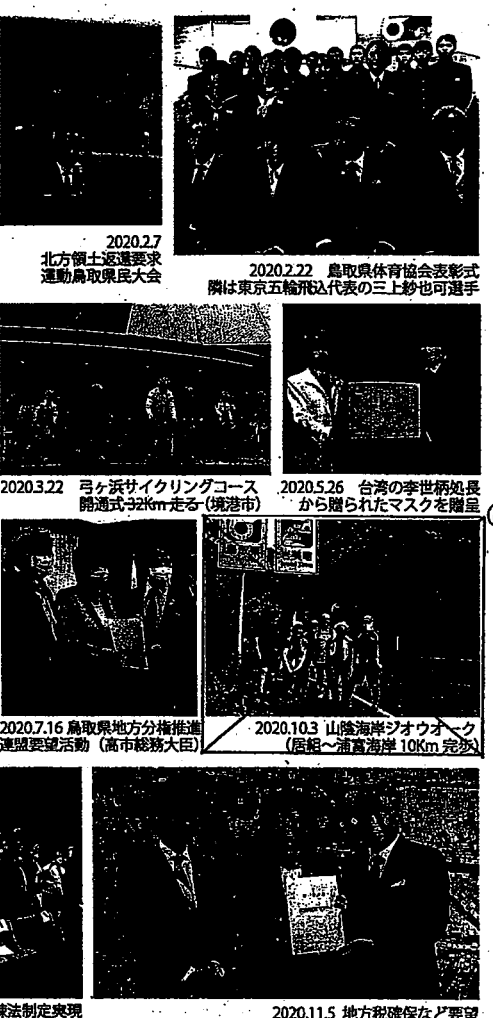 2020.2.7
北方領土返還要求
運動鳥取県民大会
2020.2.22 鳥取県体育協会表彰式
隣は東京五輪飛込代表の三上紗也可選手
2020.3.22 弓ヶ浜サイクリングコース
開通式 32Km 走る (境港市)
2020.5.26 台湾の李世柄処長
から贈られたマスクを贈呈
2020.7.16 鳥取県地方分権推進
連盟要望活動 (高市総務大臣)
2020.10.3 山陰海岸ジオウオーク
(居組～浦富海岸 10Km 完歩)
法制定実現
2020.11.5 地方税確保など要望